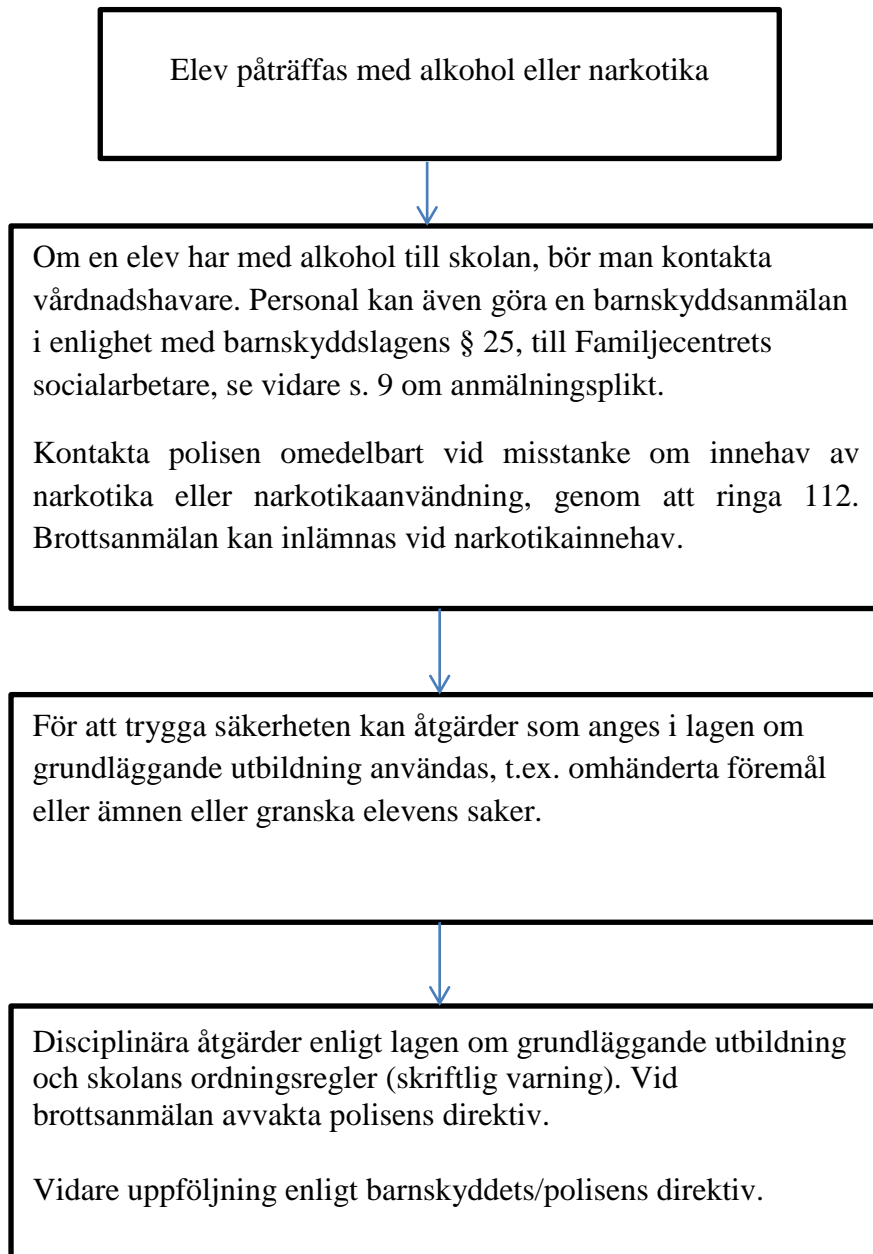 Elev påträffas med alkohol eller narkotika
Om en elev har med alkohol till skolan, bör man kontakta
vårdnadshavare. Personal kan även göra en barnskyddsanmälan
i enlighet med barnskyddslagens § 25, till Familjecentrets
socialarbetare, se vidare s. 9 om anmälningsplikt.
Kontakta polisen omedelbart vid misstanke om innehav av
narkotika eller narkotikaanvändning, genom att ringa 112.
Brottsanmälan kan inlämnas vid narkotikainnehav.
För att trygga säkerheten kan åtgärder som anges i lagen om
grundläggande utbildning användas, t.ex. omhänderta föremål
eller ämnen eller granska elevens saker.
Disciplinära åtgärder enligt lagen om grundläggande utbildning
och skolans ordningsregler (skriftlig varning). Vid
brottsanmälan avvakta polisens direktiv.
Vidare uppföljning enligt barnskyddets/polisens direktiv.